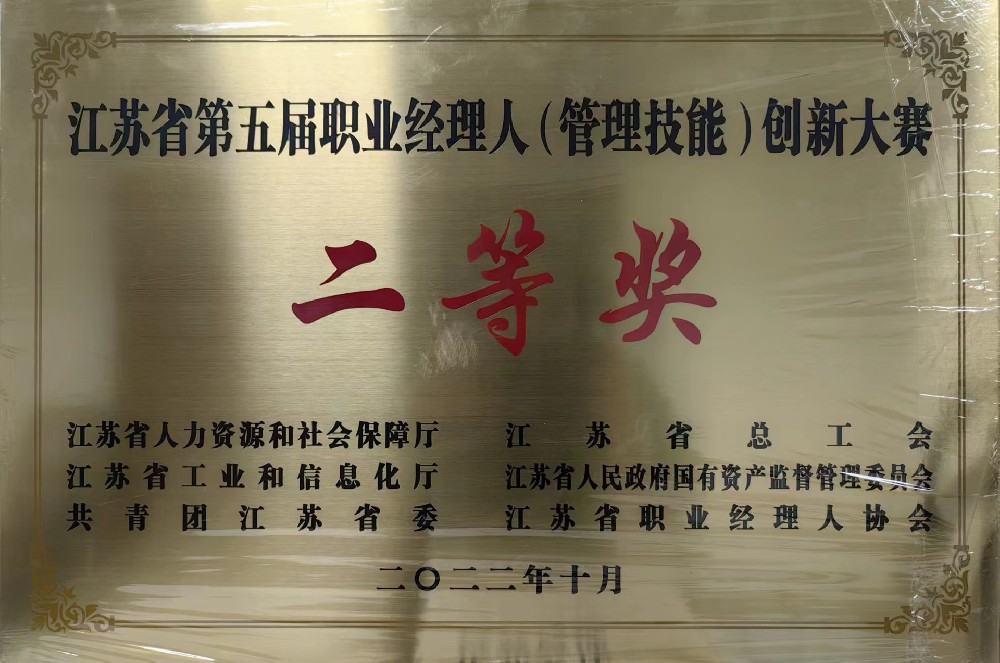 江苏省第五届职业经理人（管理技能）创新大赛
二等奖
江苏省人力资源和社会保障厅 江苏省总工会
江苏省工业和信息化厅 江苏省人民政府国有资产监督管理委员会
共青团江苏省委 江苏省职业经理人协会
二〇二二年十月